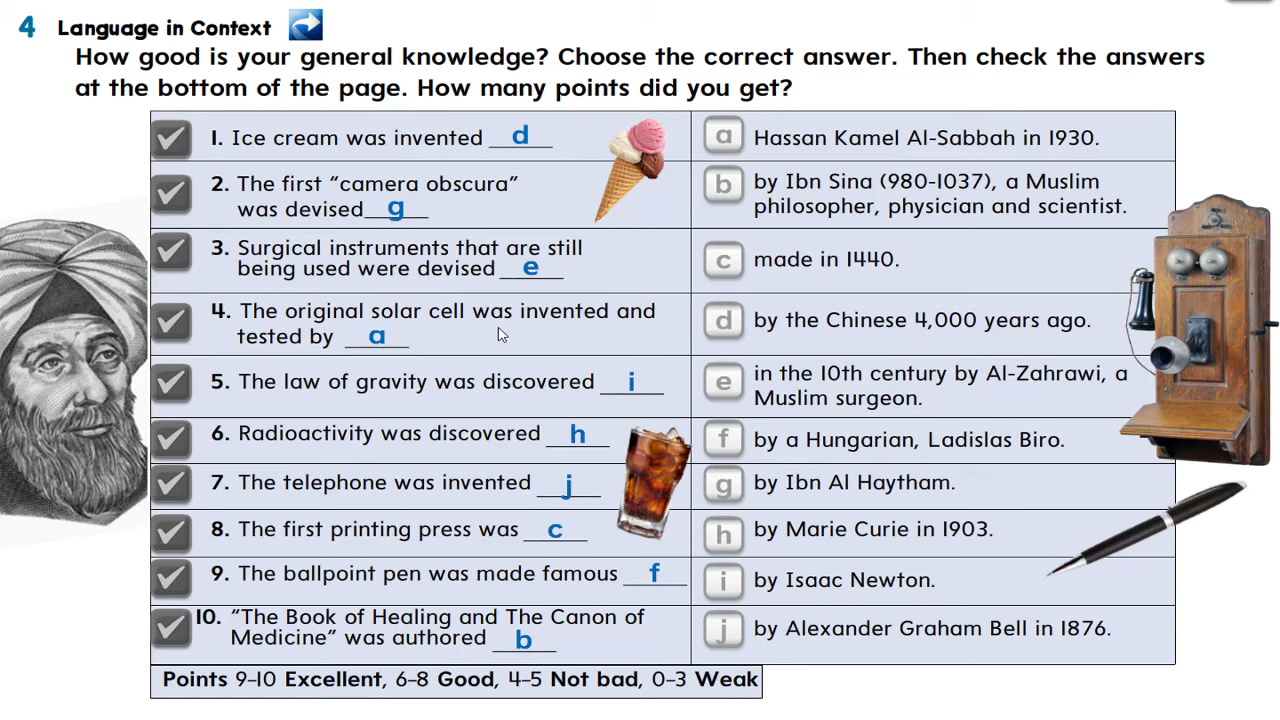 4 Language in Context
How good is your general knowledge? Choose the correct answer. Then check the answers
at the bottom of the page. How many points did you get?
1. Ice cream was invented d
2. The first “camera obscura”
was devised g
3. Surgical instruments that are still
being used were devised e
4. The original solar cell was invented and
tested by a
5. The law of gravity was discovered i
6. Radioactivity was discovered h
7. The telephone was invented j
8. The first printing press was c
9. The ballpoint pen was made famous f
10. “The Book of Healing and The Canon of
Medicine” was authored b
a Hassan Kamel Al-Sabbah in 1930.
b by Ibn Sina (980-1037), a Muslim
philosopher, physician and scientist.
c made in 1440.
d by the Chinese 4,000 years ago.
e in the 10th century by Al-Zahrawi, a
Muslim surgeon.
f by a Hungarian, Ladislas Biro.
g by Ibn Al Haytham.
h by Marie Curie in 1903.
i by Isaac Newton.
j by Alexander Graham Bell in 1876.
Points 9–10 Excellent, 6–8 Good, 4–5 Not bad, 0–3 Weak